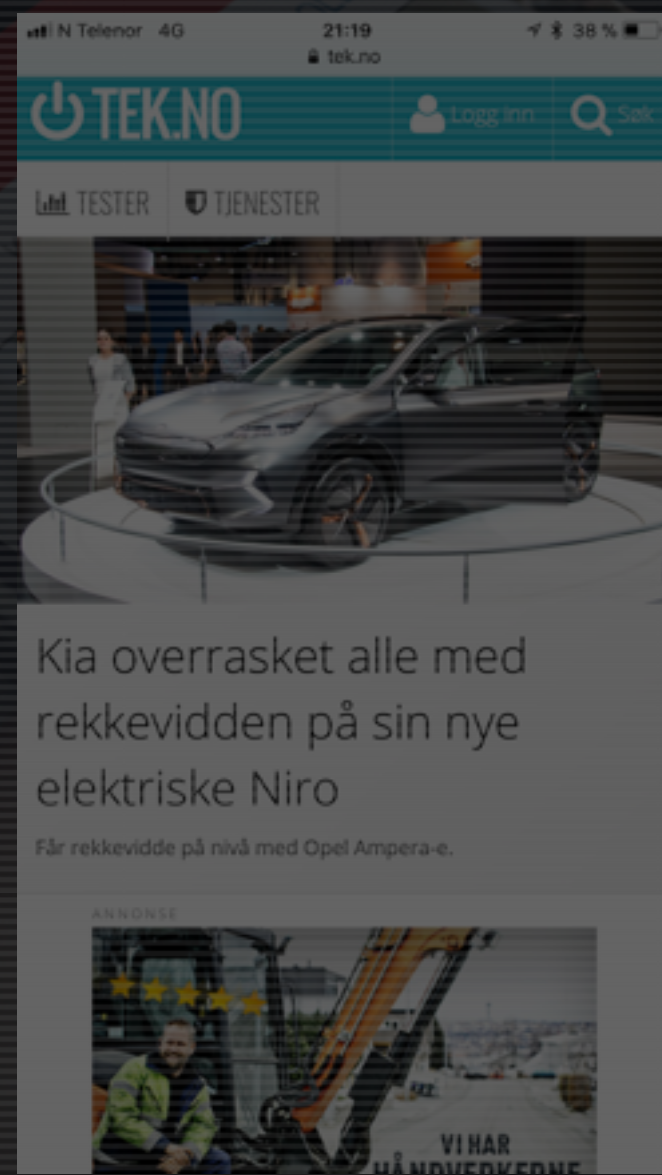 N Telenor 4G 21:19 38 %
tek.no
TEK.NO Logg inn Søk
TESTER TJENESTER
Kia overrasket alle med
rekkevidden på sin nye
elektriske Niro
Får rekkevidde på nivå med Opel Ampera-e.
ANNONSE
VI HAR
HÅNDVERKERNE